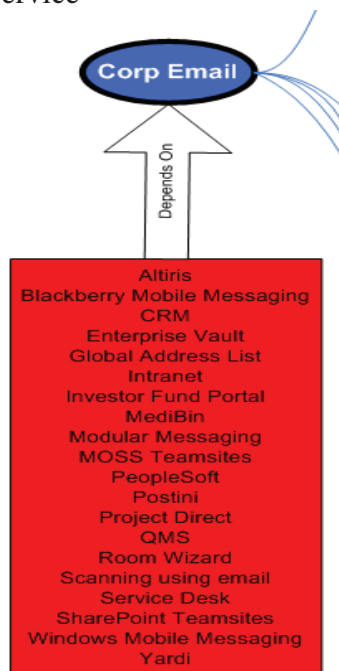 ervice
Corp Email
Depends On
Altiris
Blackberry Mobile Messaging
CRM
Enterprise Vault
Global Address List
Intranet
Investor Fund Portal
MediBin
Modular Messaging
MOSS Teamsites
PeopleSoft
Postini
Project Direct
QMS
Room Wizard
Scanning using email
Service Desk
SharePoint Teamsites
Windows Mobile Messaging
Yardi